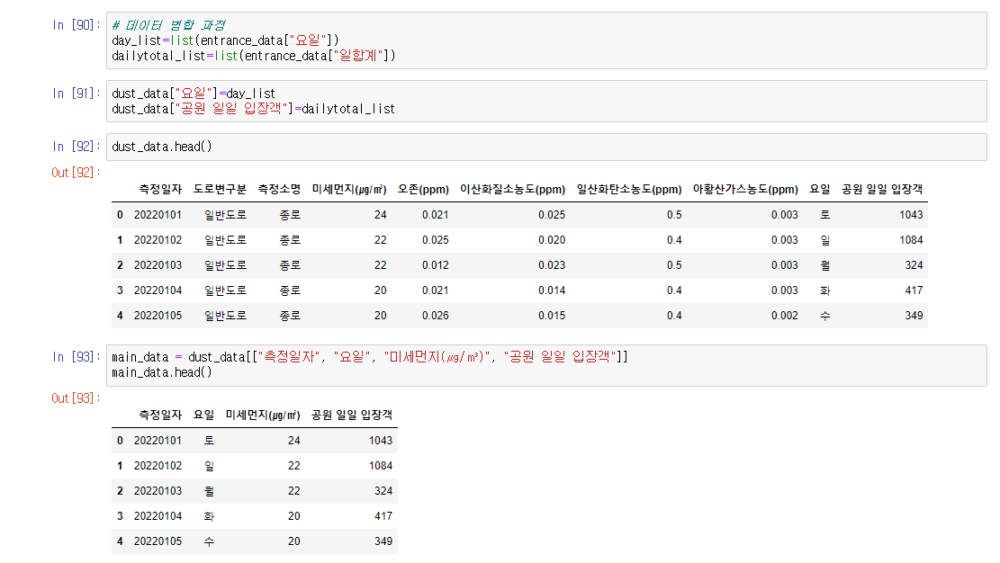 In [90]: # 데이터 병합 과정
day_list=list(entrance_data["요일"])
dailytotal_list=list(entrance_data["일합계"])
In [91]: dust_data["요일"]=day_list
dust_data["공원 일일 입장객"]=dailytotal_list
In [92]: dust_data.head()
Out[92]:
측정일자 도로변구분 측정소명 미세먼지(㎍/㎥) 오존(ppm) 이산화질소농도(ppm) 일산화탄소농도(ppm) 아황산가스농도(ppm) 요일 공원 일일 입장객
0 20220101 일반도로 종로 24 0.021 0.025 0.5 0.003 토 1043
1 20220102 일반도로 종로 22 0.025 0.020 0.4 0.003 일 1084
2 20220103 일반도로 종로 22 0.012 0.023 0.5 0.003 월 324
3 20220104 일반도로 종로 20 0.021 0.014 0.4 0.003 화 417
4 20220105 일반도로 종로 20 0.026 0.015 0.4 0.002 수 349
In [93]: main_data = dust_data[["측정일자", "요일", "미세먼지(㎍/㎥)", "공원 일일 입장객"]]
main_data.head()
Out[93]:
측정일자 요일 미세먼지(㎍/㎥) 공원 일일 입장객
0 20220101 토 24 1043
1 20220102 일 22 1084
2 20220103 월 22 324
3 20220104 화 20 417
4 20220105 수 20 349